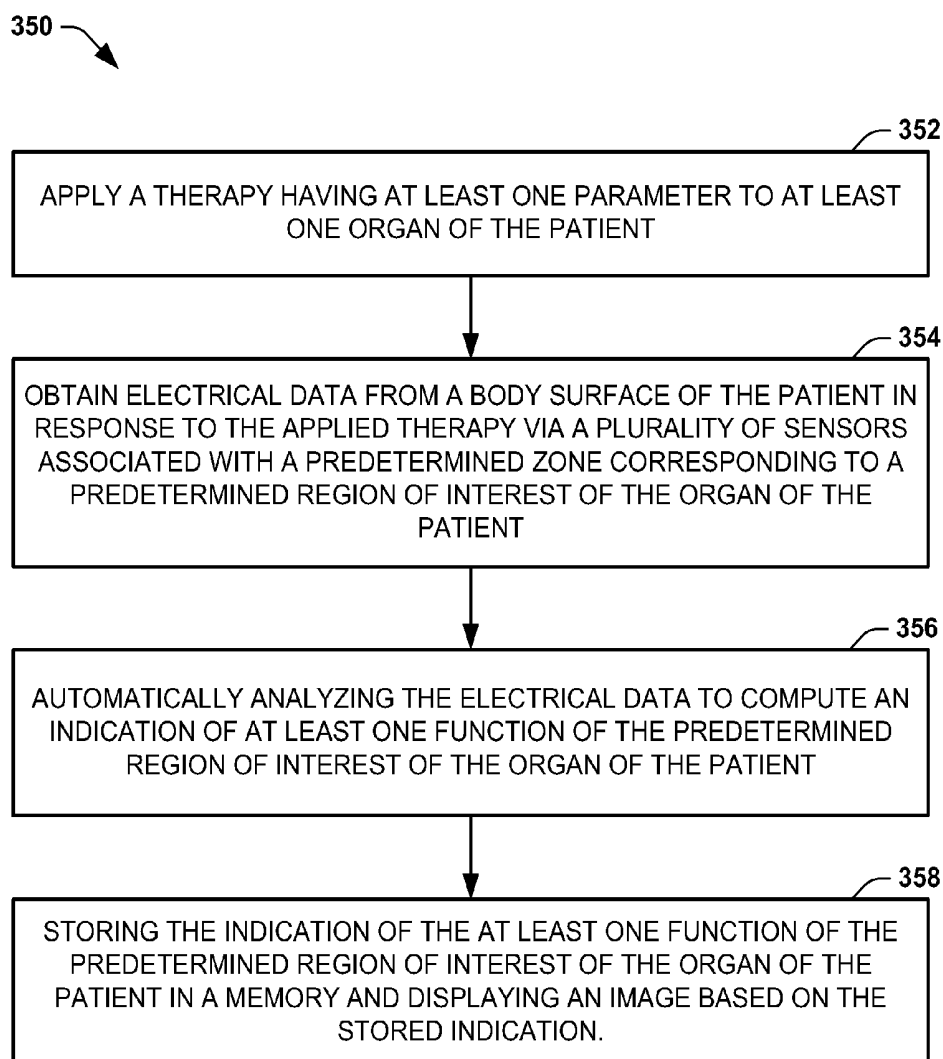 350
352
APPLY A THERAPY HAVING AT LEAST ONE PARAMETER TO AT LEAST
ONE ORGAN OF THE PATIENT
354
OBTAIN ELECTRICAL DATA FROM A BODY SURFACE OF THE PATIENT IN
RESPONSE TO THE APPLIED THERAPY VIA A PLURALITY OF SENSORS
ASSOCIATED WITH A PREDETERMINED ZONE CORRESPONDING TO A
PREDETERMINED REGION OF INTEREST OF THE ORGAN OF THE
PATIENT
356
AUTOMATICALLY ANALYZING THE ELECTRICAL DATA TO COMPUTE AN
INDICATION OF AT LEAST ONE FUNCTION OF THE PREDETERMINED
REGION OF INTEREST OF THE ORGAN OF THE PATIENT
358
STORING THE INDICATION OF THE AT LEAST ONE FUNCTION OF THE
PREDETERMINED REGION OF INTEREST OF THE ORGAN OF THE
PATIENT IN A MEMORY AND DISPLAYING AN IMAGE BASED ON THE
STORED INDICATION.